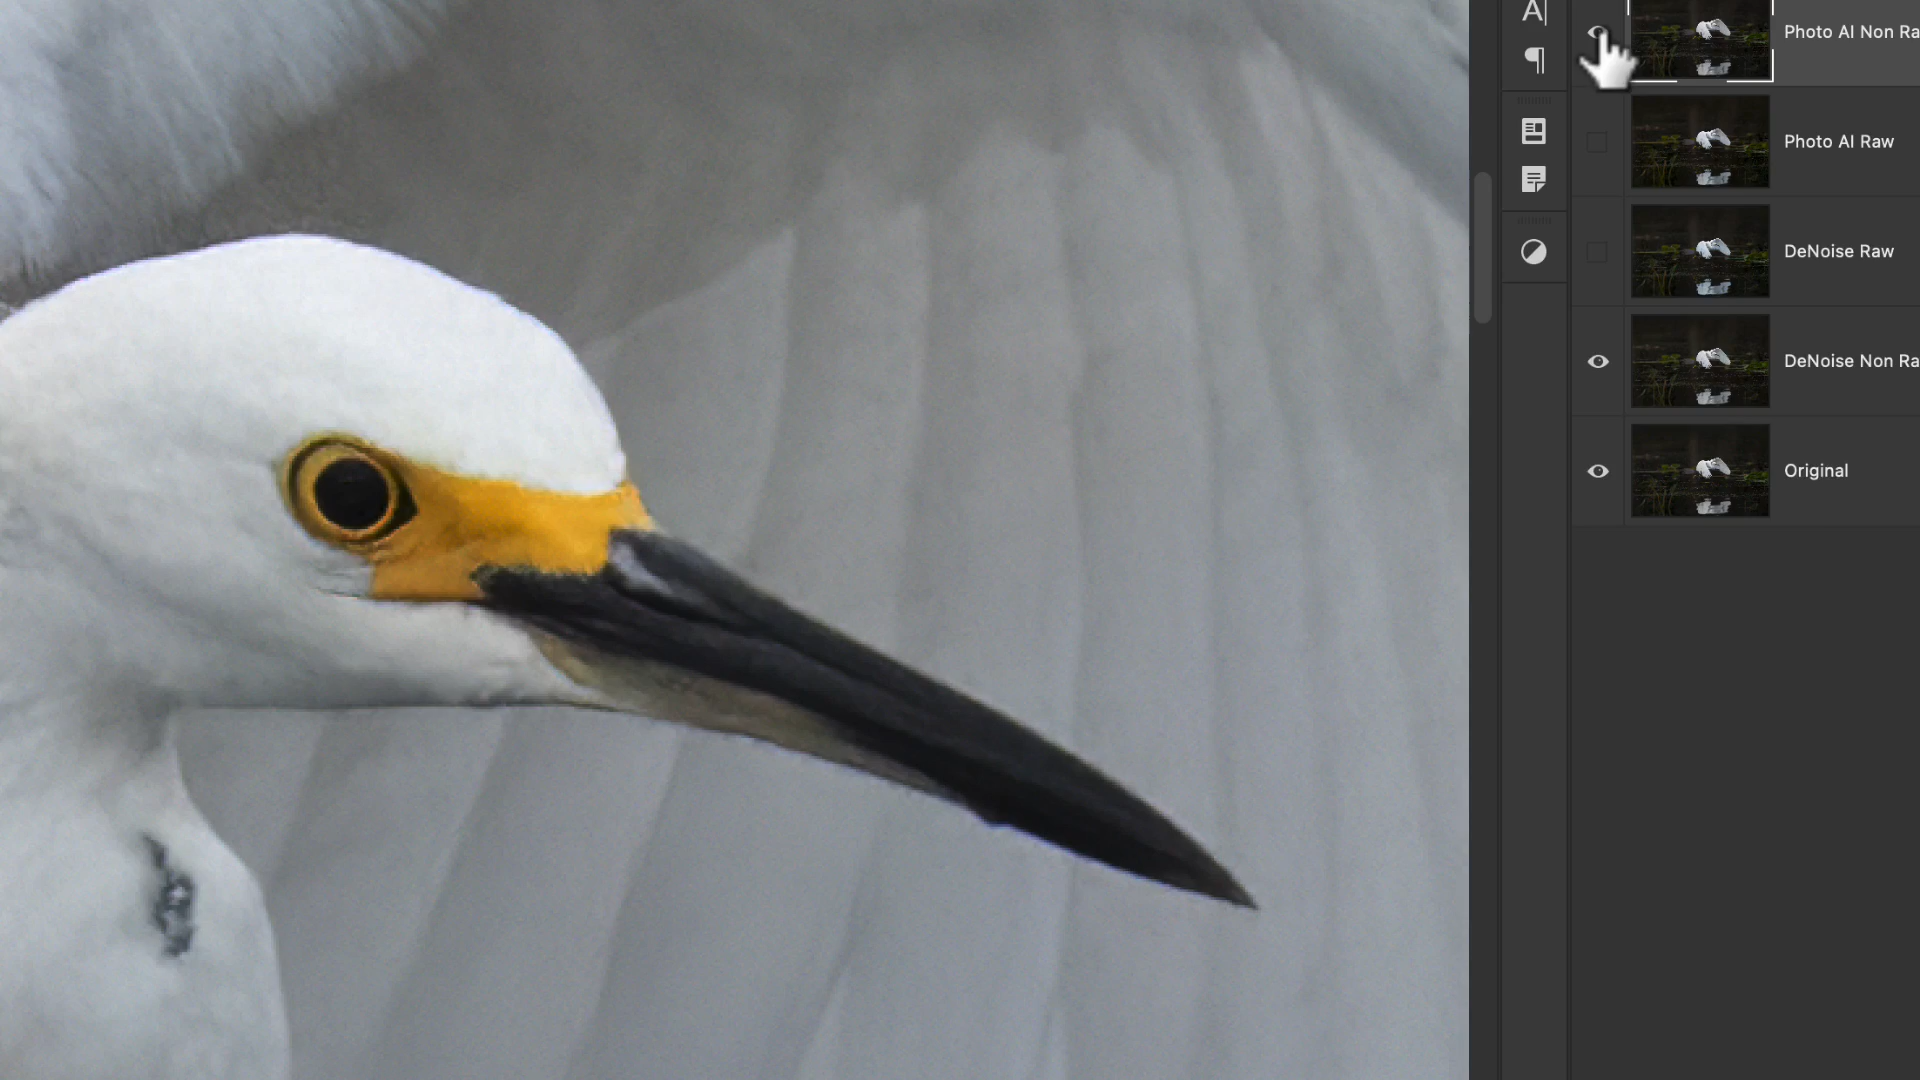 Photo AI Non Ra
Photo AI Raw
DeNoise Raw
DeNoise Non Ra
Original